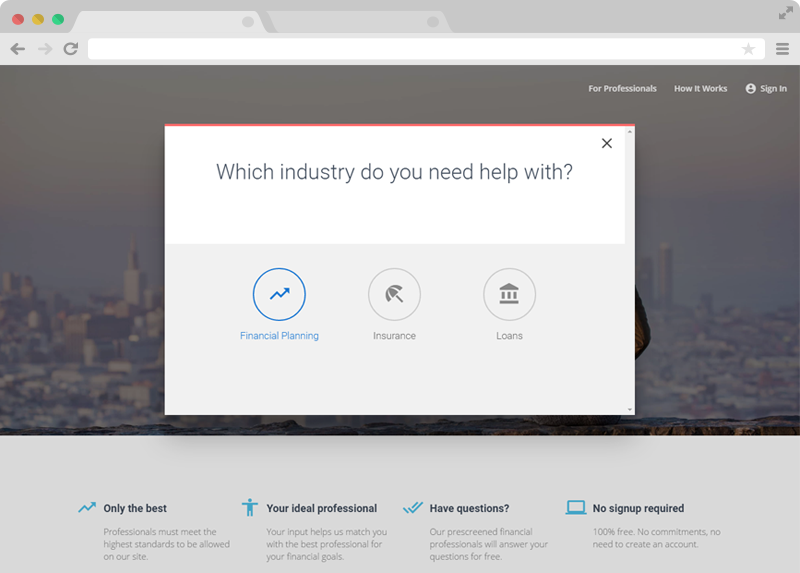 For Professionals How It Works Sign In
Which industry do you need help with?
Financial Planning Insurance Loans
Only the best
Professionals must meet the
highest standards to be allowed
on our site.
Your ideal professional
Your input helps us match you
with the best professional for
your financial goals.
Have questions?
Our prescreened financial
professionals will answer your
questions for free.
No signup required
100% free. No commitments, no
need to create an account.